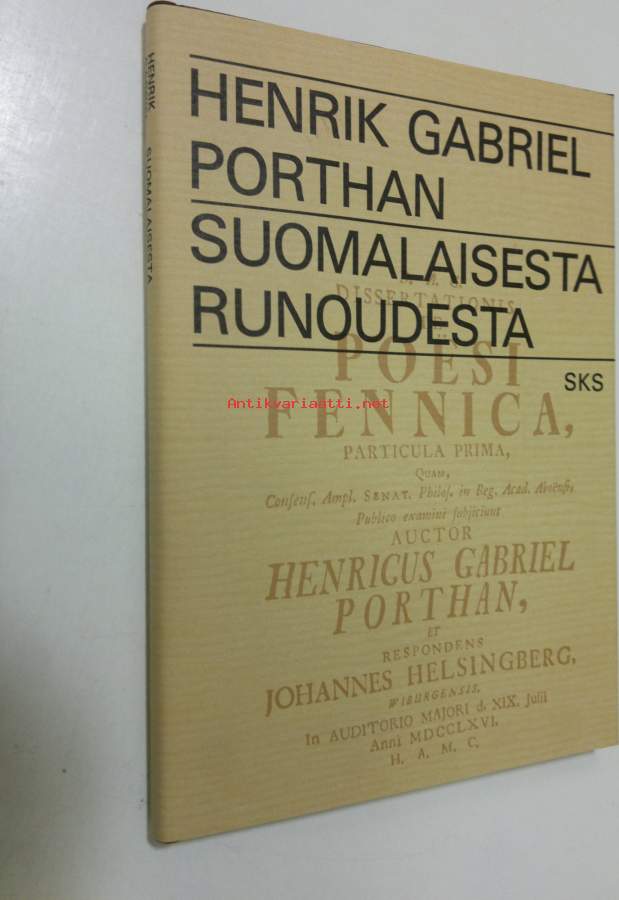 HENRIK GABRIEL
PORTHAN
SUOMALAISESTA
RUNOUDESTA
SKS
DISSERTATIONIS
POËSI
FENNICA,
PARTICULA PRIMA,
QUAM,
Consens. Ampl. SENAT. Philos. in Reg. Acad. Aboënsi,
Publico examini subjiciunt
AUCTOR
HENRICUS GABRIEL
PORTHAN,
ET
RESPONDENS
JOHANNES HELSINGBERG,
WIBURGENSIS,
In AUDITORIO MAJORI d. XIX. Julii
Anni MDCCLXVI.
H. A. M. C.
HENRIK
SUOMALAISESTA
Antikvariaatti.net